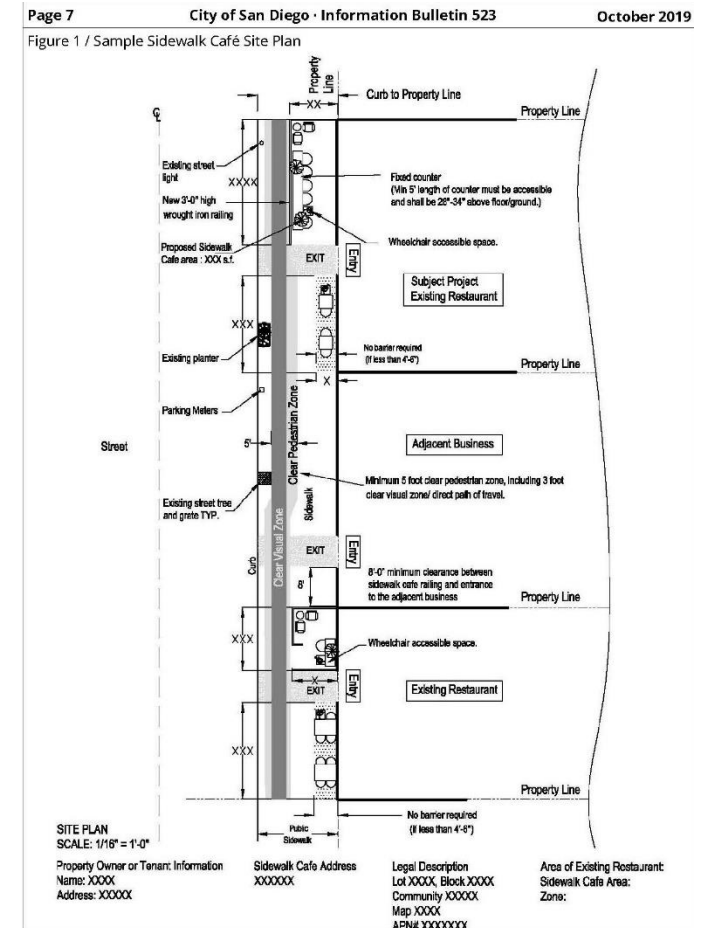 Page 7
City of San Diego · Information Bulletin 523
October 2019
Figure 1 / Sample Sidewalk Café Site Plan
Property
Line
Curb to Property Line
XX
Property Line
Existing street
light
XXXX
New 3'-0" high
wrought iron railing
Fixed counter
(Min 5' length of counter must be accessible
and shall be 28"-34" above floor/ground.)
Proposed Sidewalk
Cafe area : XXX s.f.
Wheelchair accessible space.
EXIT
Entry
Subject Project
Existing Restaurant
XXX
Existing planter
No barrier required
(If less than 4'-6")
X
Property Line
Parking Meters
Clear Pedestrian Zone
Street
5'
Adjacent Business
Minimum 5 foot clear pedestrian zone, including 3 foot
clear visual zone/ direct path of travel.
Existing street tree
and grate TYP.
Sidewalk
Clear Visual Zone
Curb
EXIT
Entry
8'
8'-0" minimum clearance between
sidewalk cafe railing and entrance
to the adjacent business
Property Line
XXX
Wheelchair accessible space.
X
EXIT
Entry
Existing Restaurant
XXX
Property Line
No barrier required
(If less than 4'-6")
Public
Sidewalk
SITE PLAN
SCALE: 1/16" = 1'-0"
Property Owner or Tenant Information
Name: XXXX
Address: XXXXX
Sidewalk Cafe Address
XXXXXX
Legal Description
Lot XXXX, Block XXXX
Community XXXXX
Map XXXX
APN# XXXXXXX
Area of Existing Restaurant:
Sidewalk Cafe Area:
Zone: